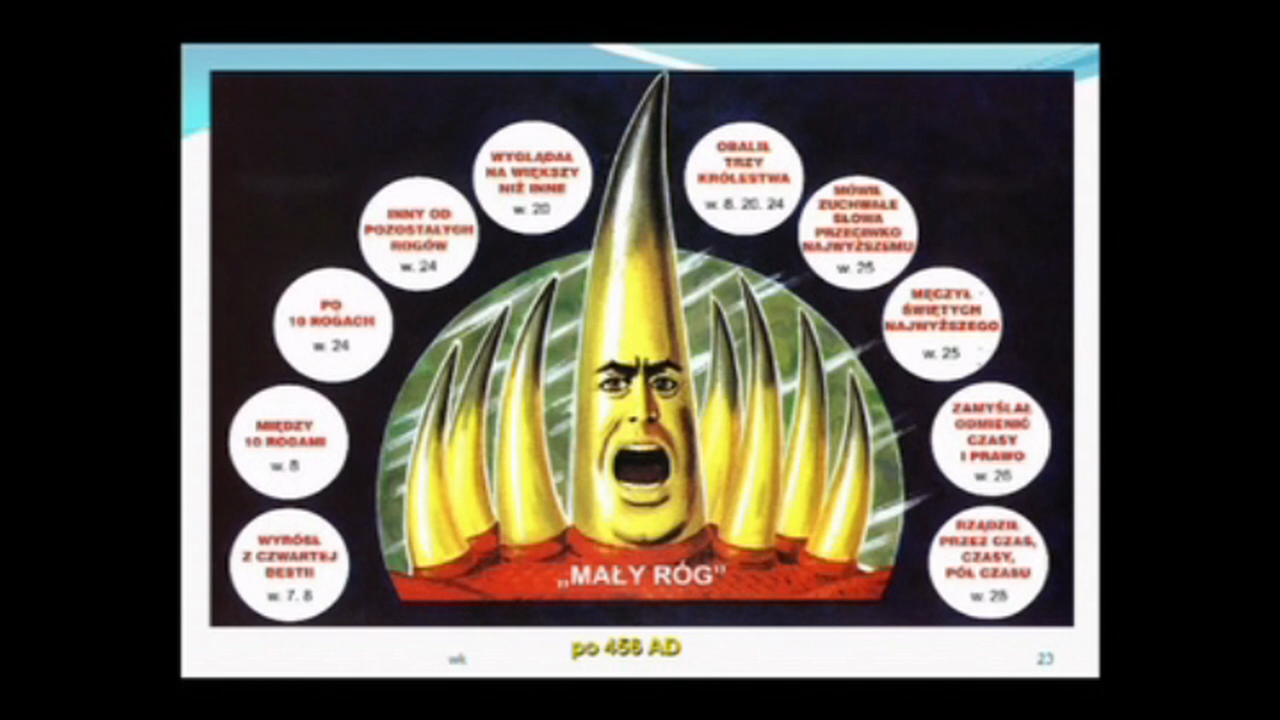 WYGLĄDAŁ
NA WIĘKSZY
NIŻ INNE
w. 20
OBALIŁ
TRZY
KRÓLESTWA
w. 8. 20. 24
INNY OD
POZOSTAŁYCH
ROGÓW
w. 24
MÓWIŁ
ZUCHWAŁE
SŁOWA
PRZECIWKO
NAJWYŻSZEMU
w. 25
PO
10 ROGACH
w. 24
MĘCZYŁ
ŚWIĘTYCH
NAJWYŻSZEGO
w. 25
MIĘDZY
10 ROGAMI
w. 8
ZAMYŚLAŁ
ODMIENIĆ
CZASY
I PRAWO
w. 25
WYRÓSŁ
Z CZWARTEJ
BESTII
w. 7. 8
RZĄDZIŁ
PRZEZ CZAS,
CZASY,
PÓŁ CZASU
w. 25
„MAŁY RÓG”
po 456 AD
wk
23